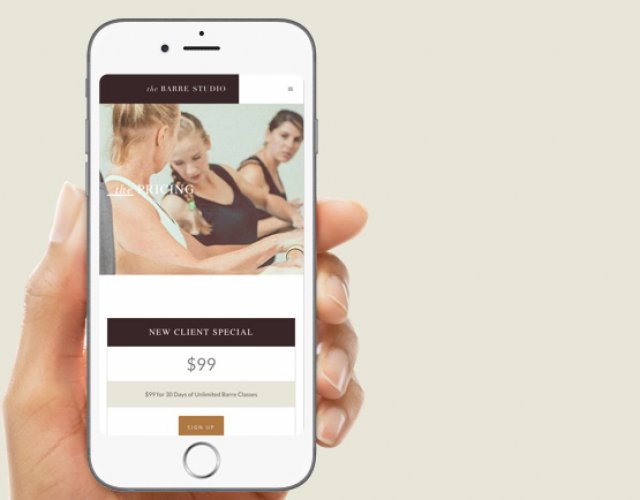 the BARRE STUDIO
the PRICING
NEW CLIENT SPECIAL
$99
$99 for 30 Days of Unlimited Barre Classes
SIGN UP